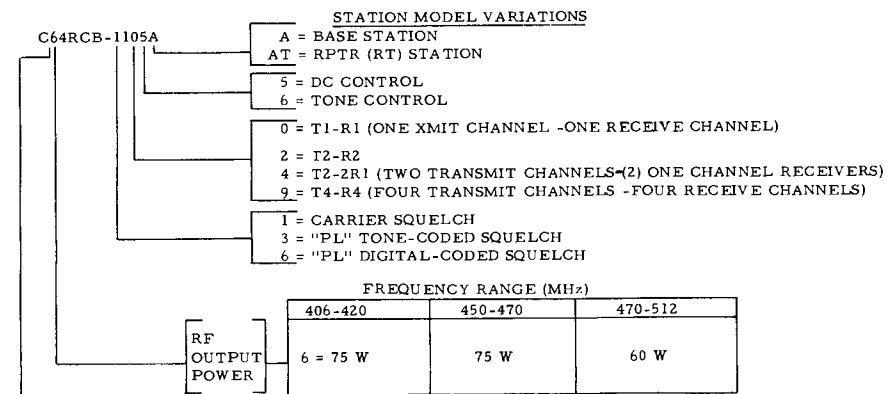 STATION MODEL VARIATIONS
C64RCB-1105A
A = BASE STATION
AT = RPTR (RT) STATION
5 = DC CONTROL
6 = TONE CONTROL
0 = T1-R1 (ONE XMIT CHANNEL -ONE RECEIVE CHANNEL)
2 = T2-R2
4 = T2-2R1 (TWO TRANSMIT CHANNELS-(2) ONE CHANNEL RECEIVERS)
9 = T4-R4 (FOUR TRANSMIT CHANNELS -FOUR RECEIVE CHANNELS)
1 = CARRIER SQUELCH
3 = "PL" TONE-CODED SQUELCH
6 = "PL" DIGITAL-CODED SQUELCH
FREQUENCY RANGE (MHz)
406-420 450-470 470-512
RF
OUTPUT
POWER
6 = 75 W 75 W 60 W